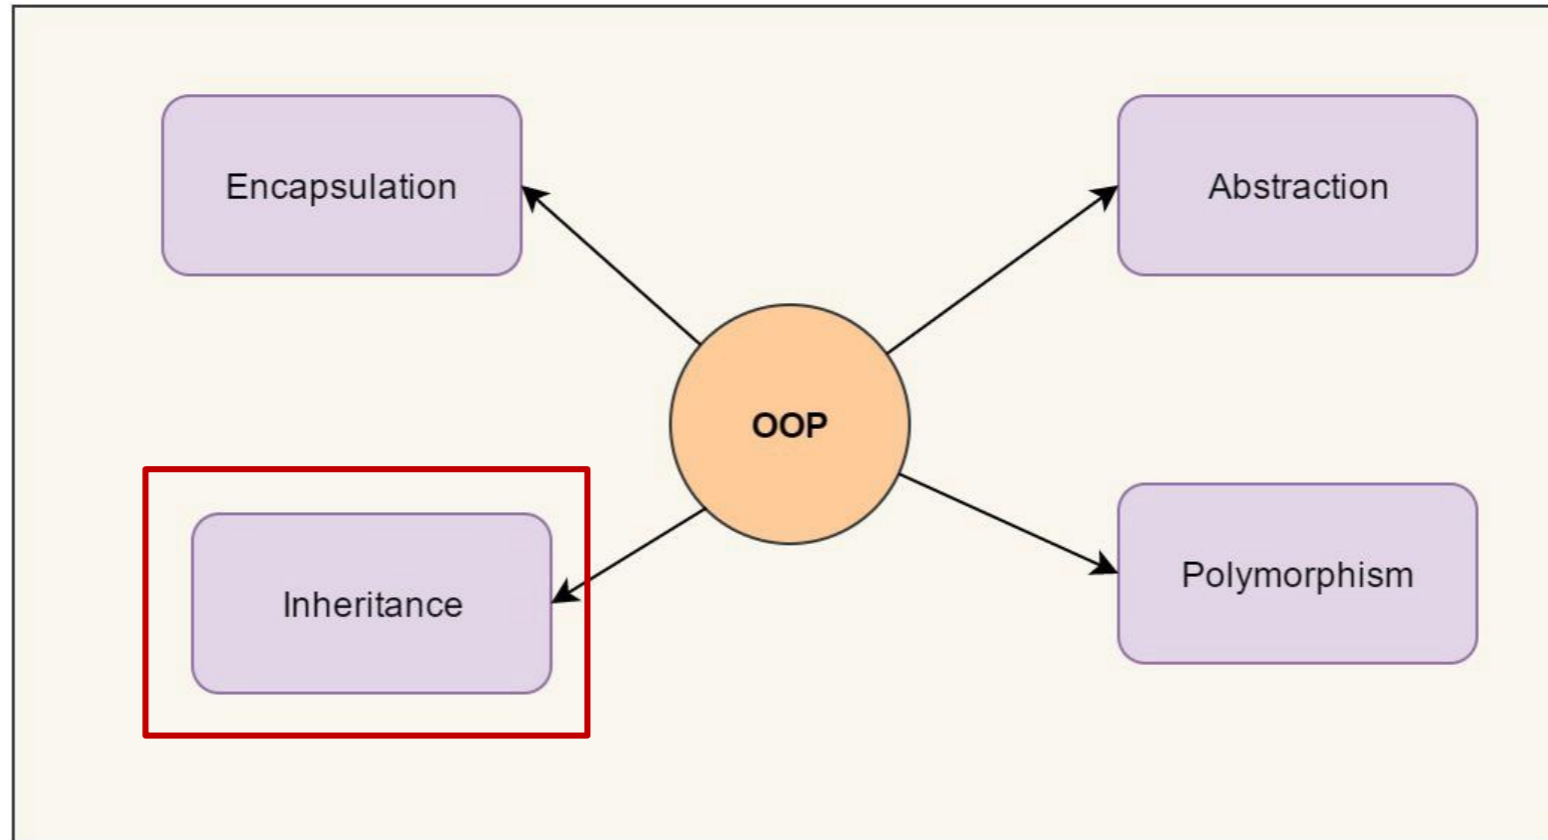 Encapsulation
Abstraction
OOP
Inheritance
Polymorphism